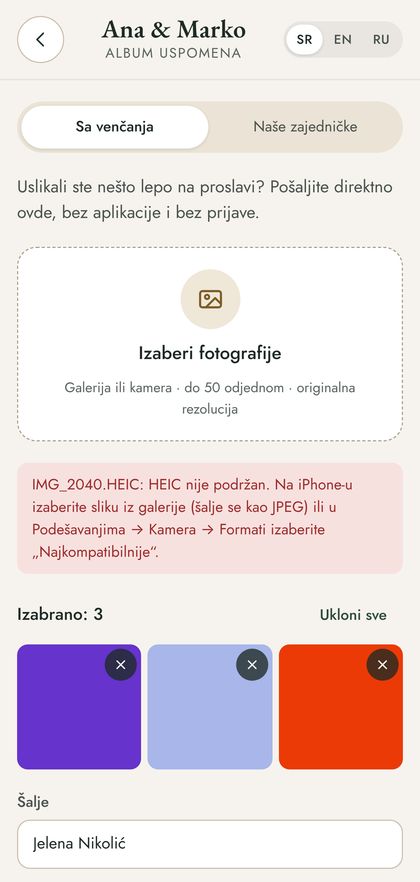 Ana & Marko
ALBUM USPOMENA
SR EN RU
Sa venčanja
Naše zajedničke
Uslikali ste nešto lepo na proslavi? Pošaljite direktno
ovde, bez aplikacije i bez prijave.
Izaberi fotografije
Galerija ili kamera · do 50 odjednom · originalna
rezolucija
IMG_2040.HEIC: HEIC nije podržan. Na iPhone-u
izaberite sliku iz galerije (šalje se kao JPEG) ili u
Podešavanjima → Kamera → Formati izaberite
„Najkompatibilnije“.
Izabrano: 3
Ukloni sve
Šalje
Jelena Nikolić